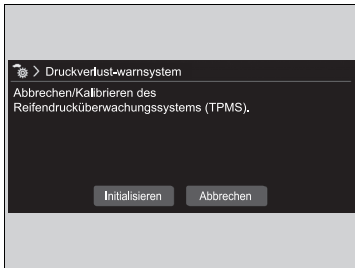 > Druckverlust-warnsystem
Abbrechen/Kalibrieren des
Reifendrucküberwachungssystems (TPMS).
Initialisieren Abbrechen